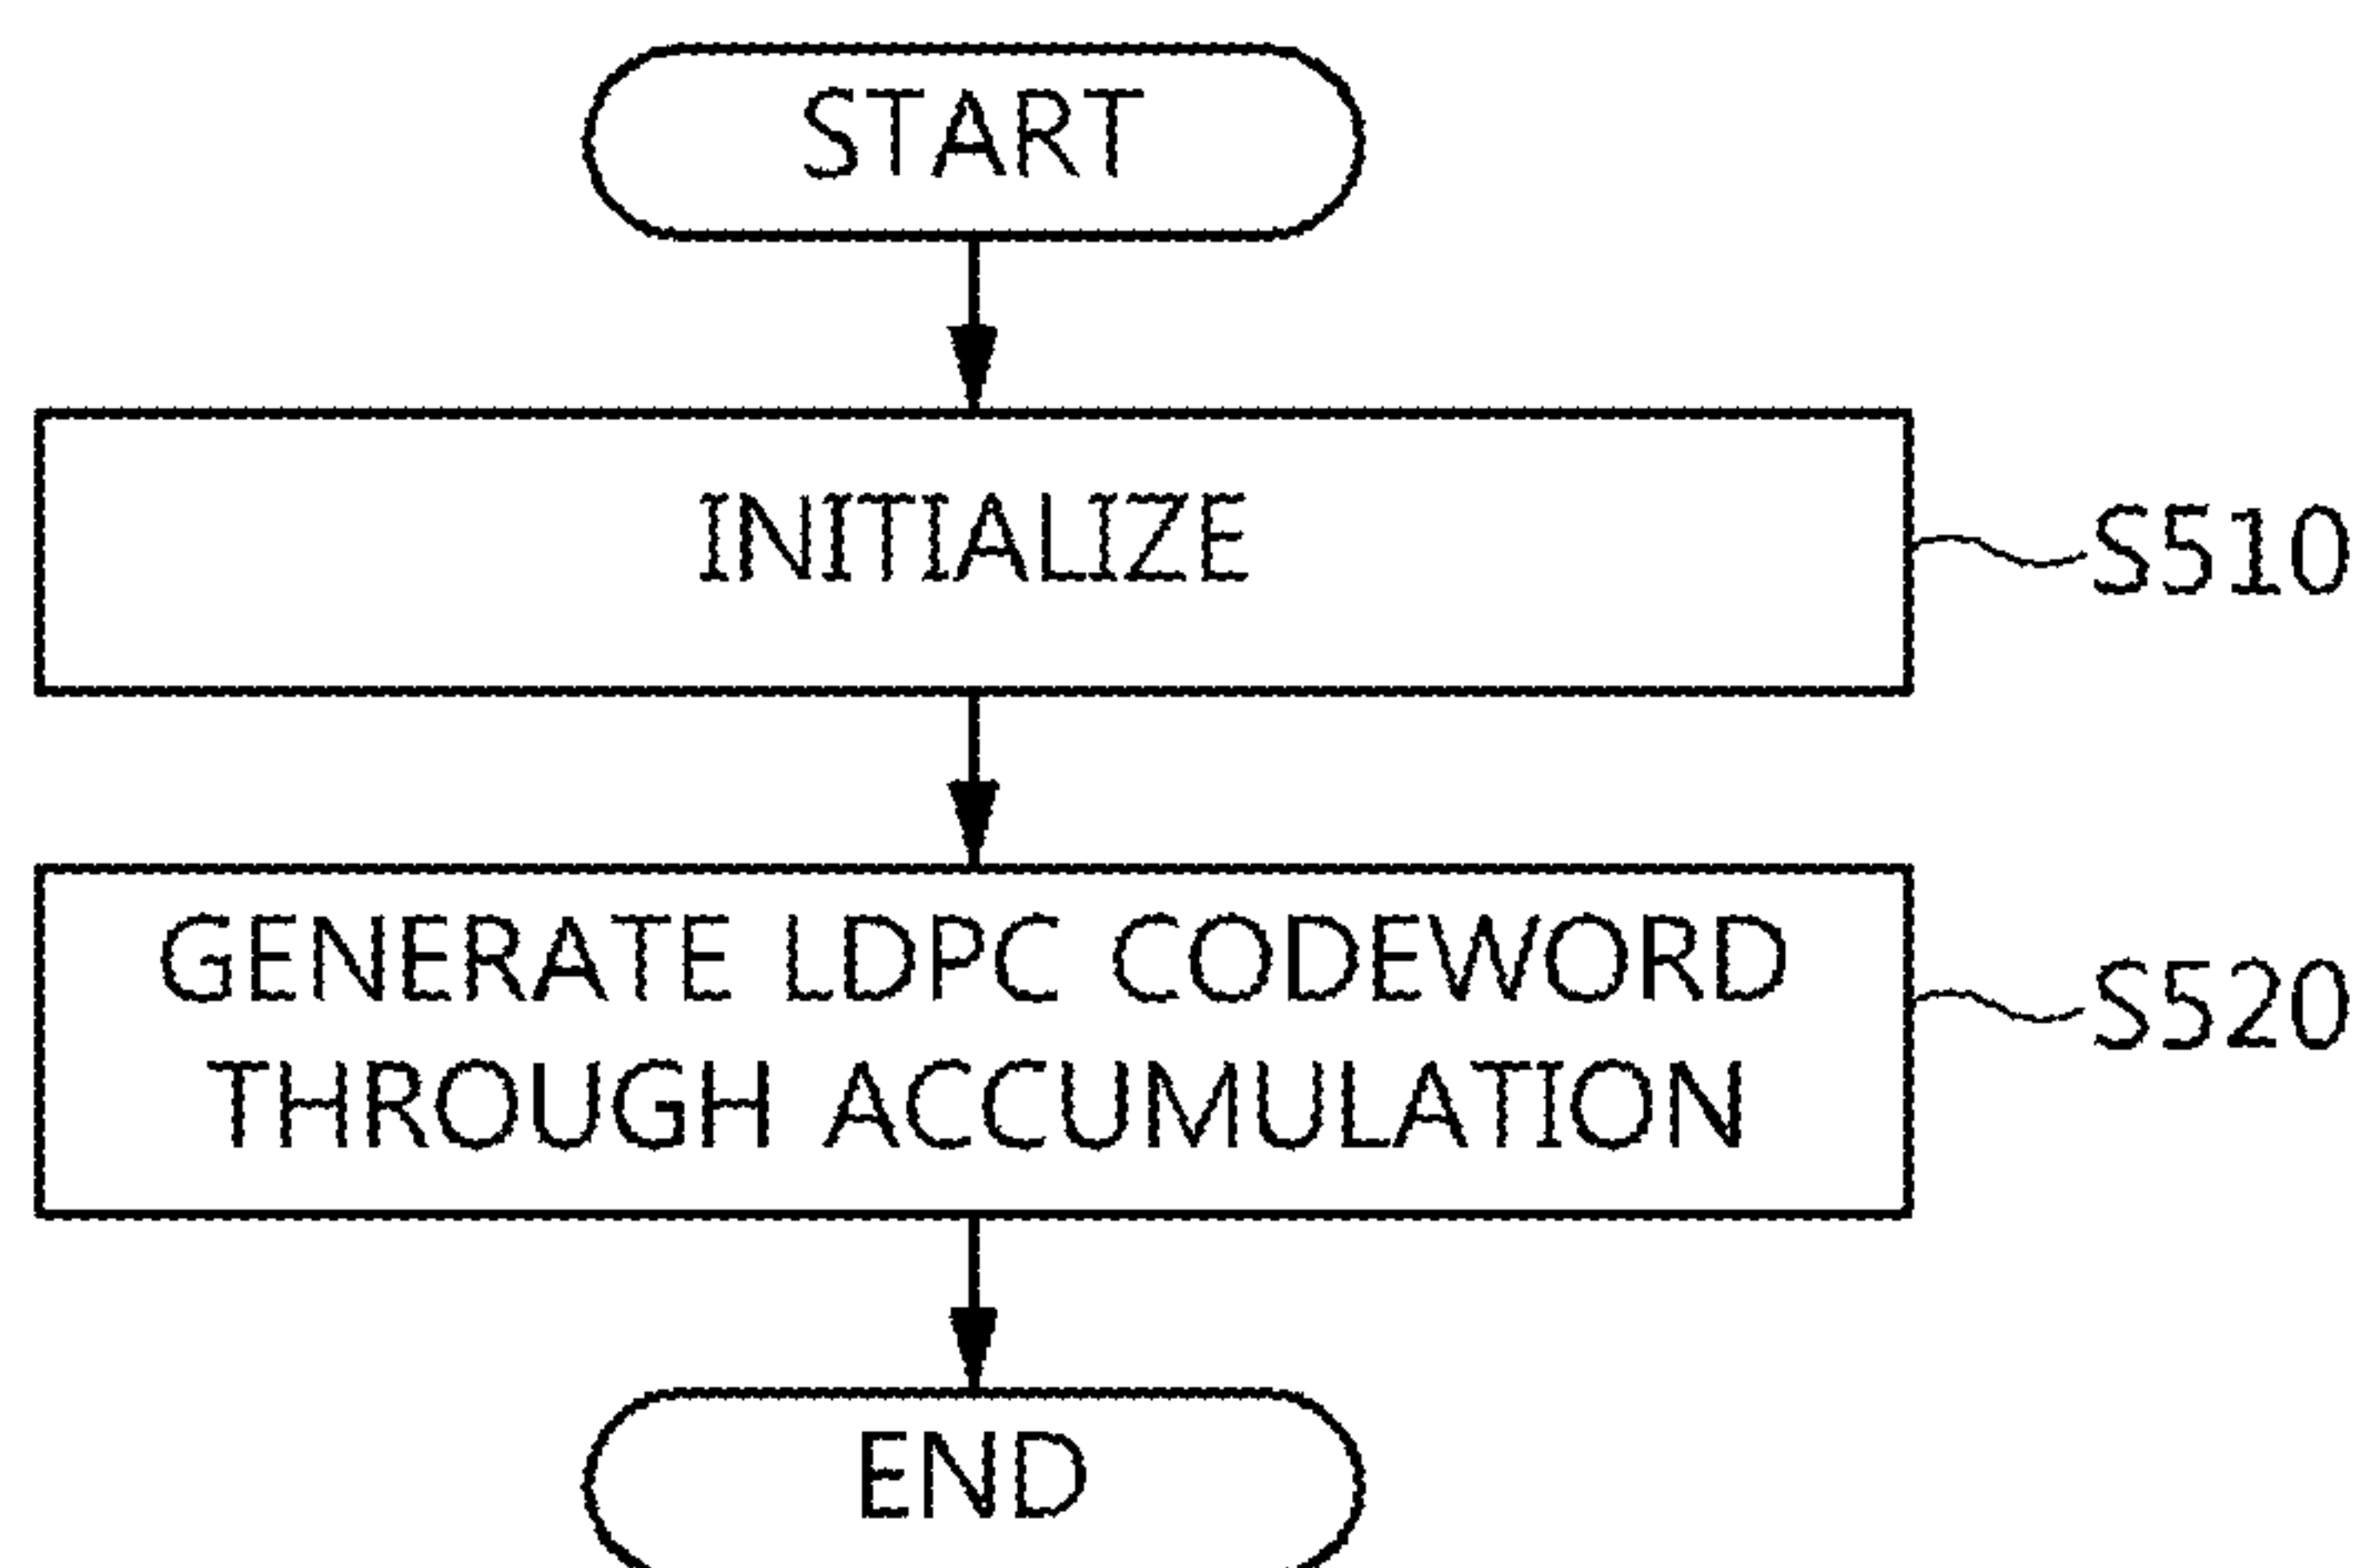 START
INITIALIZE
S510
GENERATE LDPC CODEWORD
THROUGH ACCUMULATION
S520
END